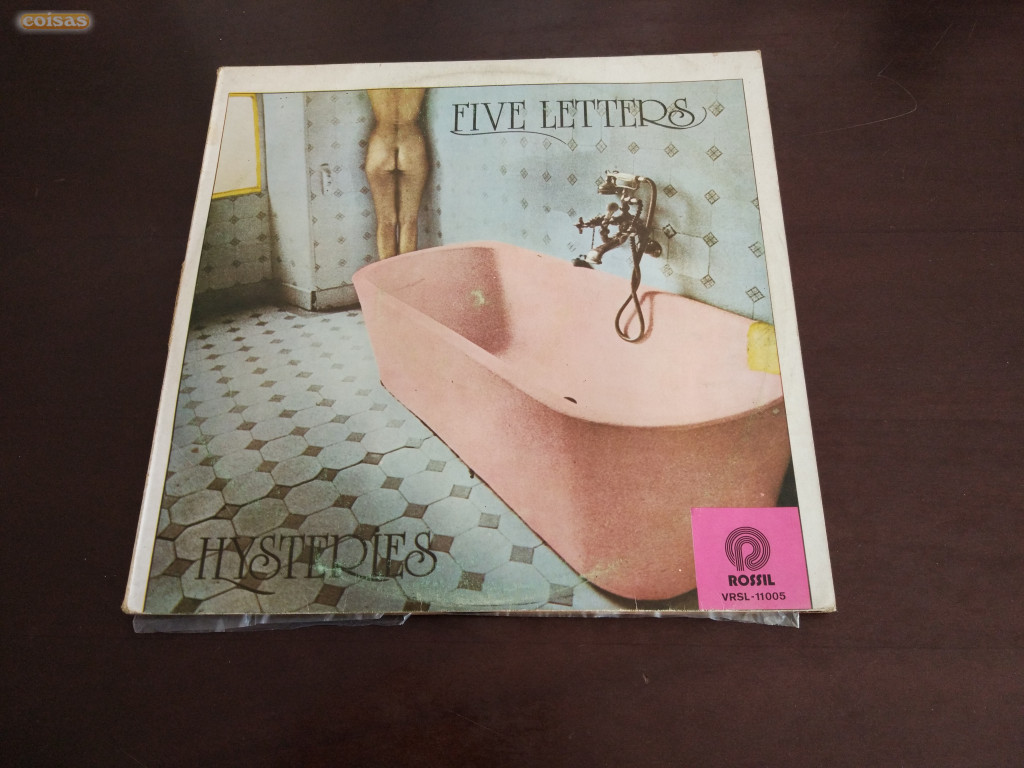 coisas
FIVE LETTERS
HYSTERIES
ROSSIL
VRSL-11005